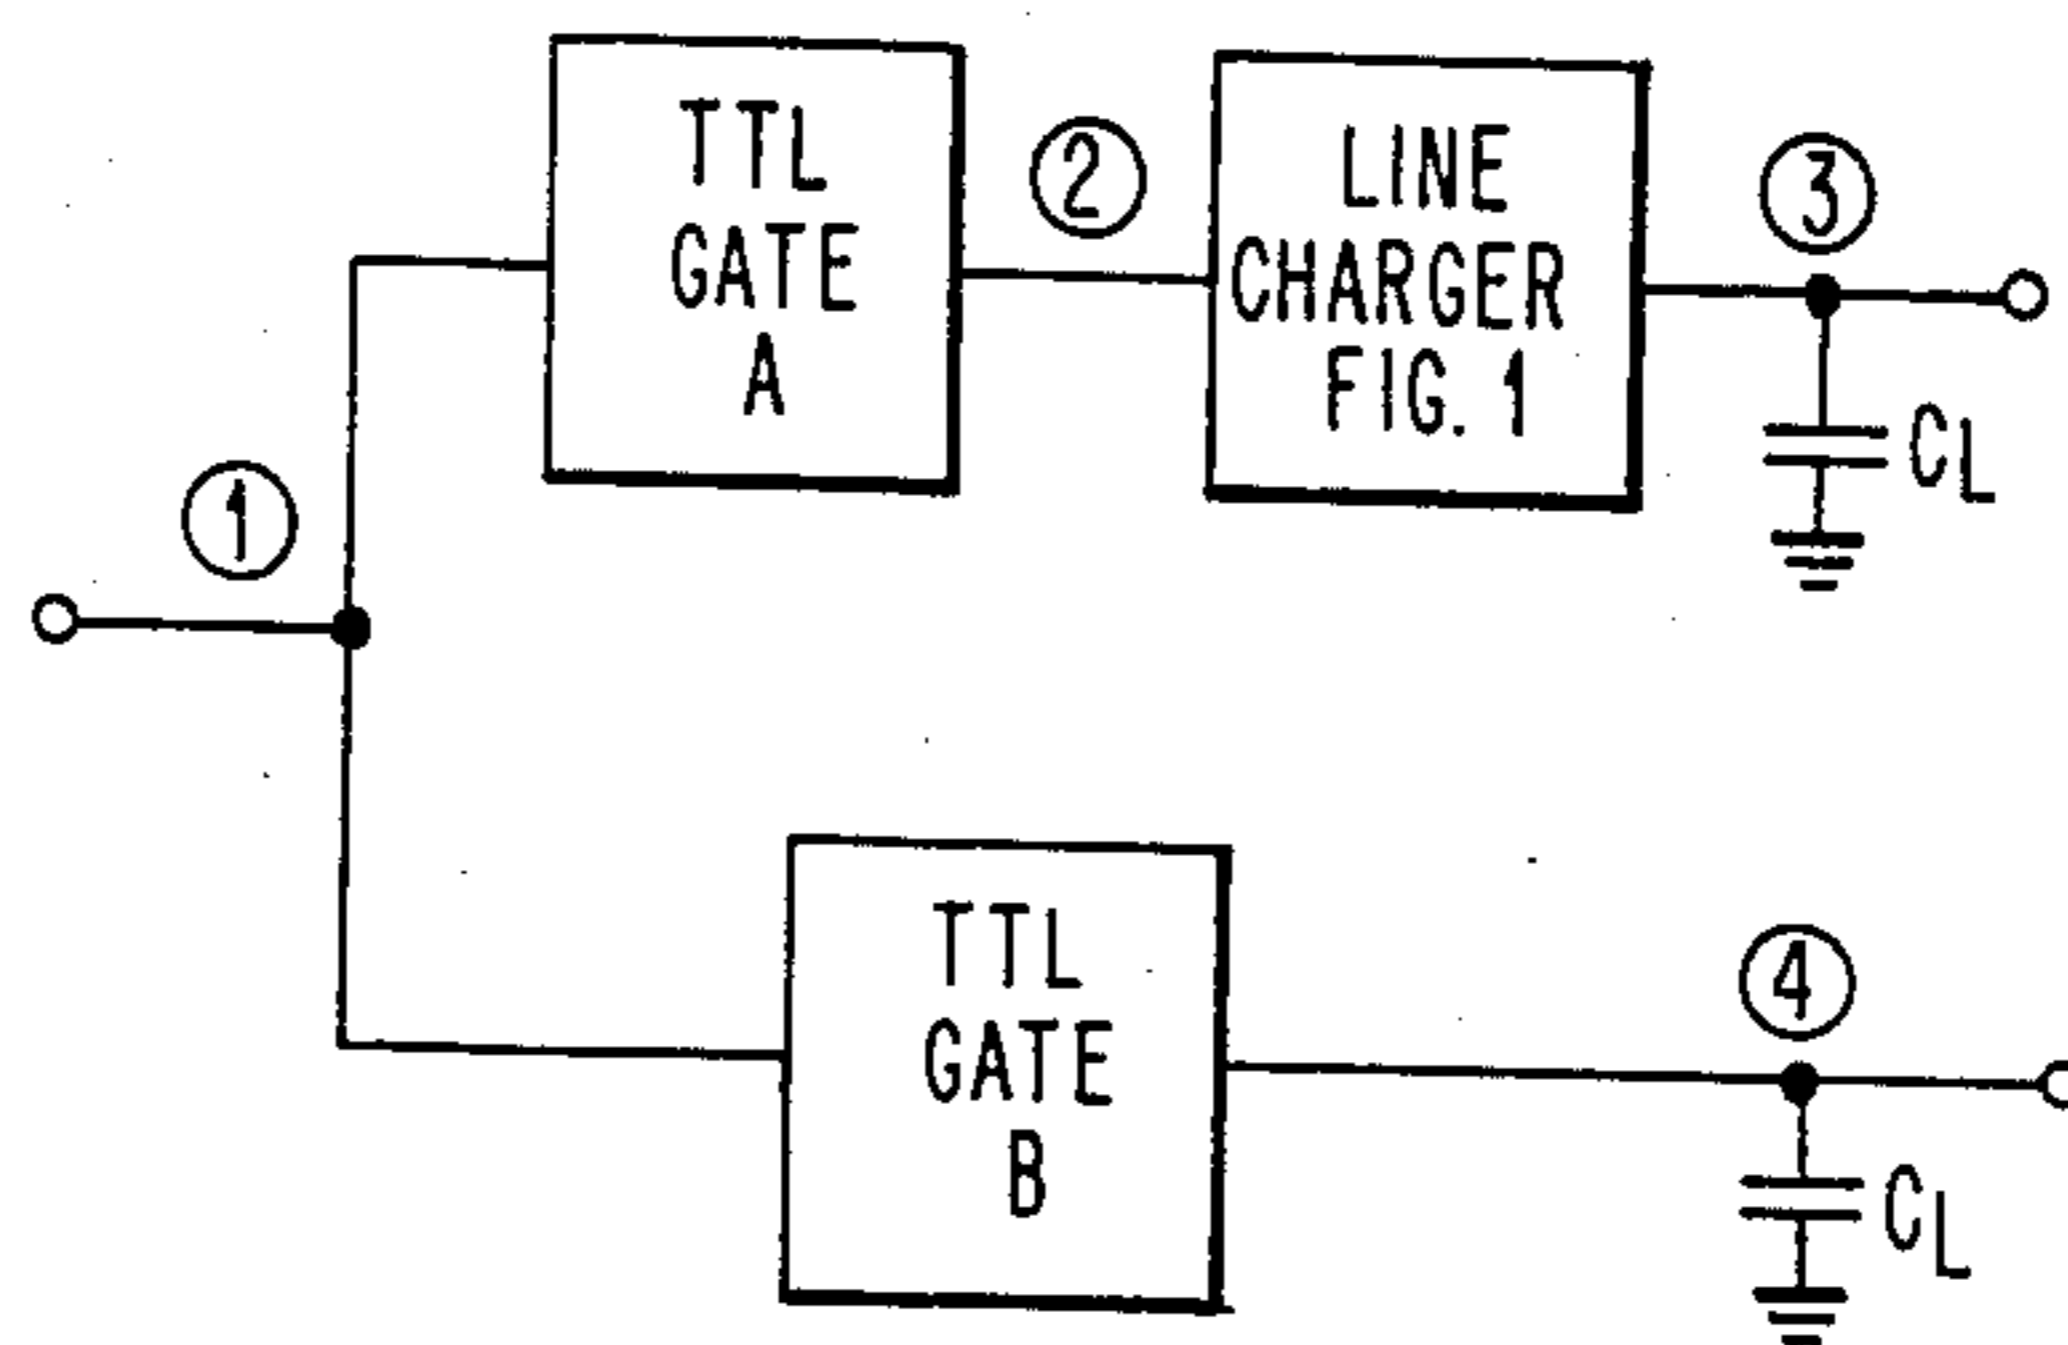 TTL
GATE
A
②
LINE
CHARGER
FIG. 1
③
CL
①
TTL
GATE
B
④
CL